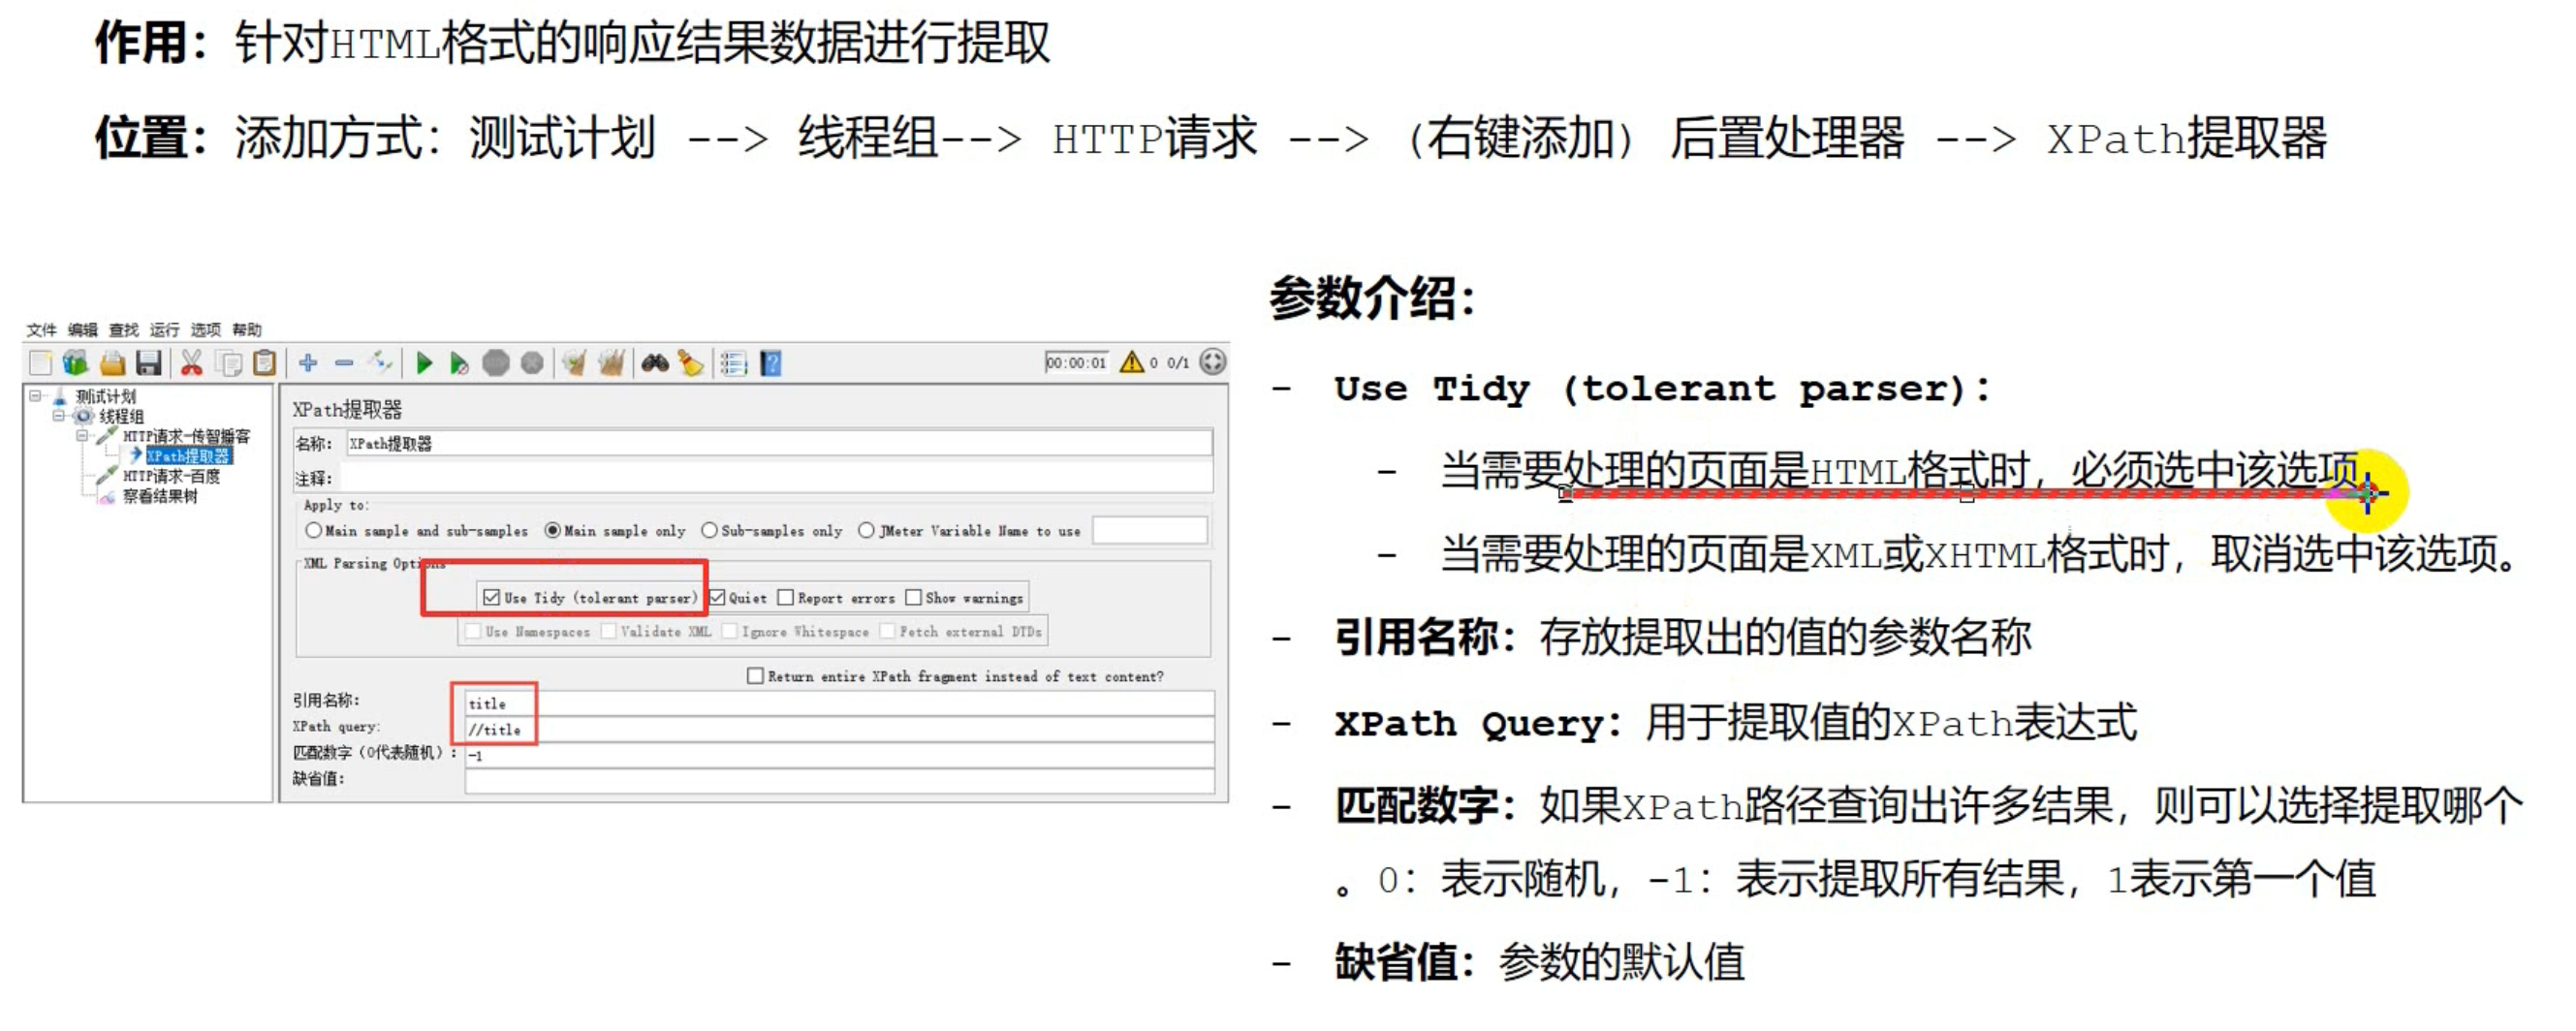 作用：针对HTML格式的响应结果数据进行提取
位置：添加方式：测试计划 --> 线程组--> HTTP请求 --> (右键添加) 后置处理器 --> XPath提取器
文件 编辑 查找 运行 选项 帮助
00:00:01 0 0/1
测试计划
线程组
HTTP请求-传智播客
XPath提取器
HTTP请求-百度
察看结果树
XPath提取器
名称： XPath提取器
注释：
Apply to:
Main sample and sub-samples Main sample only Sub-samples only JMeter Variable Name to use
XML Parsing Options
Use Tidy (tolerant parser) Quiet Report errors Show warnings
Use Namespaces Validate XML Ignore Whitespace Fetch external DTDs
Return entire XPath fragment instead of text content?
引用名称： title
XPath query: //title
匹配数字（0代表随机）： -1
缺省值：
参数介绍：
- Use Tidy (tolerant parser)：
- 当需要处理的页面是HTML格式时，必须选中该选项
- 当需要处理的页面是XML或XHTML格式时，取消选中该选项。
- 引用名称：存放提取出的值的参数名称
- XPath Query：用于提取值的XPath表达式
- 匹配数字：如果XPath路径查询出许多结果，则可以选择提取哪个
。0：表示随机，-1：表示提取所有结果，1表示第一个值
- 缺省值：参数的默认值